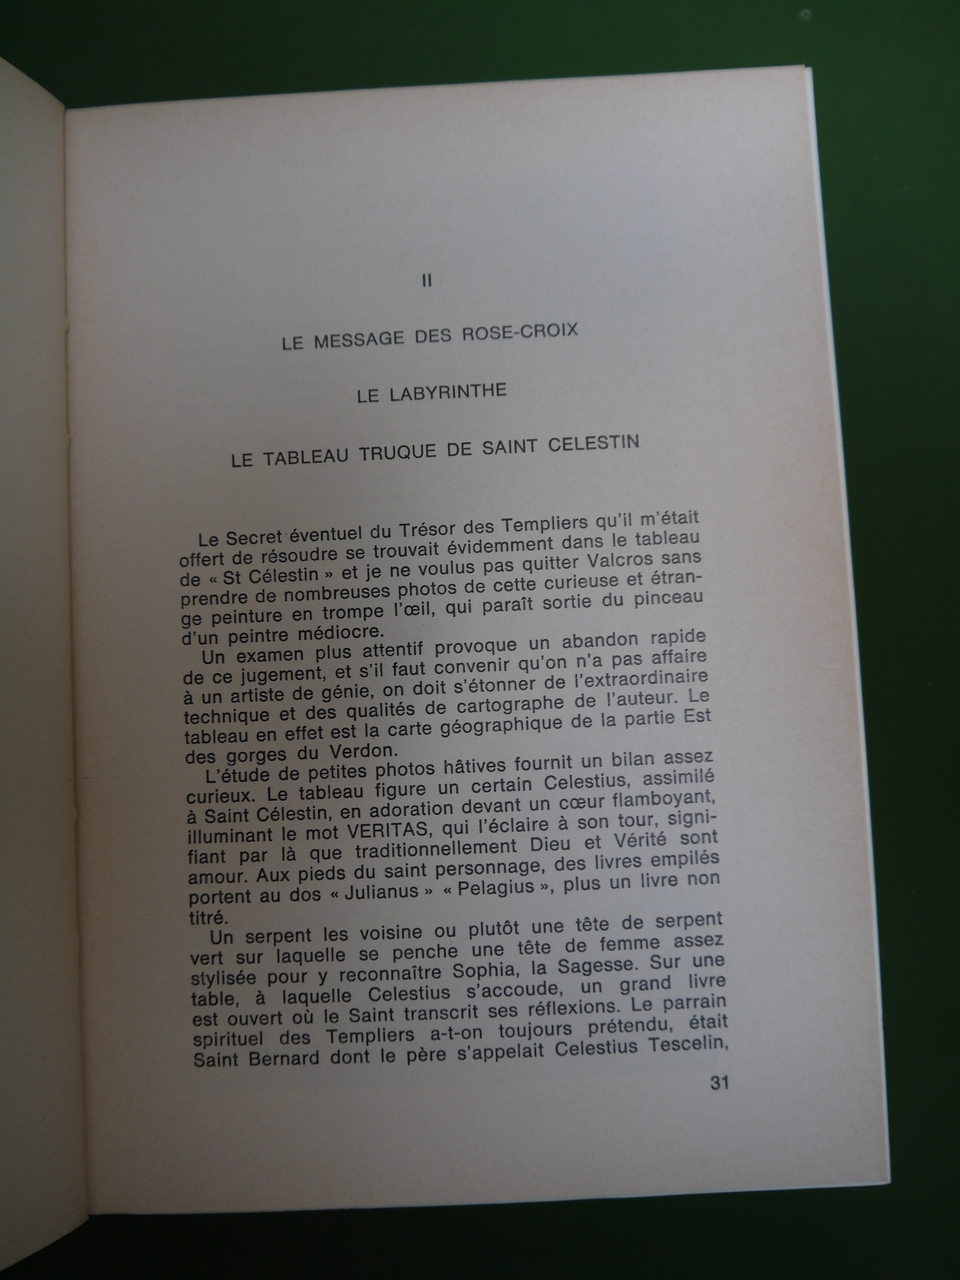 II
LE MESSAGE DES ROSE-CROIX
LE LABYRINTHE
LE TABLEAU TRUQUE DE SAINT CELESTIN
Le Secret éventuel du Trésor des Templiers qu'il m'était
offert de résoudre se trouvait évidemment dans le tableau
de « St Célestin » et je ne voulus pas quitter Valcros sans
prendre de nombreuses photos de cette curieuse et étran-
ge peinture en trompe l'œil, qui paraît sortie du pinceau
d'un peintre médiocre.
Un examen plus attentif provoque un abandon rapide
de ce jugement, et s'il faut convenir qu'on n'a pas affaire
à un artiste de génie, on doit s'étonner de l'extraordinaire
technique et des qualités de cartographe de l'auteur. Le
tableau en effet est la carte géographique de la partie Est
des gorges du Verdon.
L'étude de petites photos hâtives fournit un bilan assez
curieux. Le tableau figure un certain Celestius, assimilé
à Saint Célestin, en adoration devant un cœur flamboyant,
illuminant le mot VERITAS, qui l'éclaire à son tour, signi-
fiant par là que traditionnellement Dieu et Vérité sont
amour. Aux pieds du saint personnage, des livres empilés
portent au dos « Julianus » « Pelagius », plus un livre non
titré.
Un serpent les voisine ou plutôt une tête de serpent
vert sur laquelle se penche une tête de femme assez
stylisée pour y reconnaître Sophia, la Sagesse. Sur une
table, à laquelle Celestius s'accoude, un grand livre
est ouvert où le Saint transcrit ses réflexions. Le parrain
spirituel des Templiers a-t-on toujours prétendu, était
Saint Bernard dont le père s'appelait Celestius Tescelin,
31